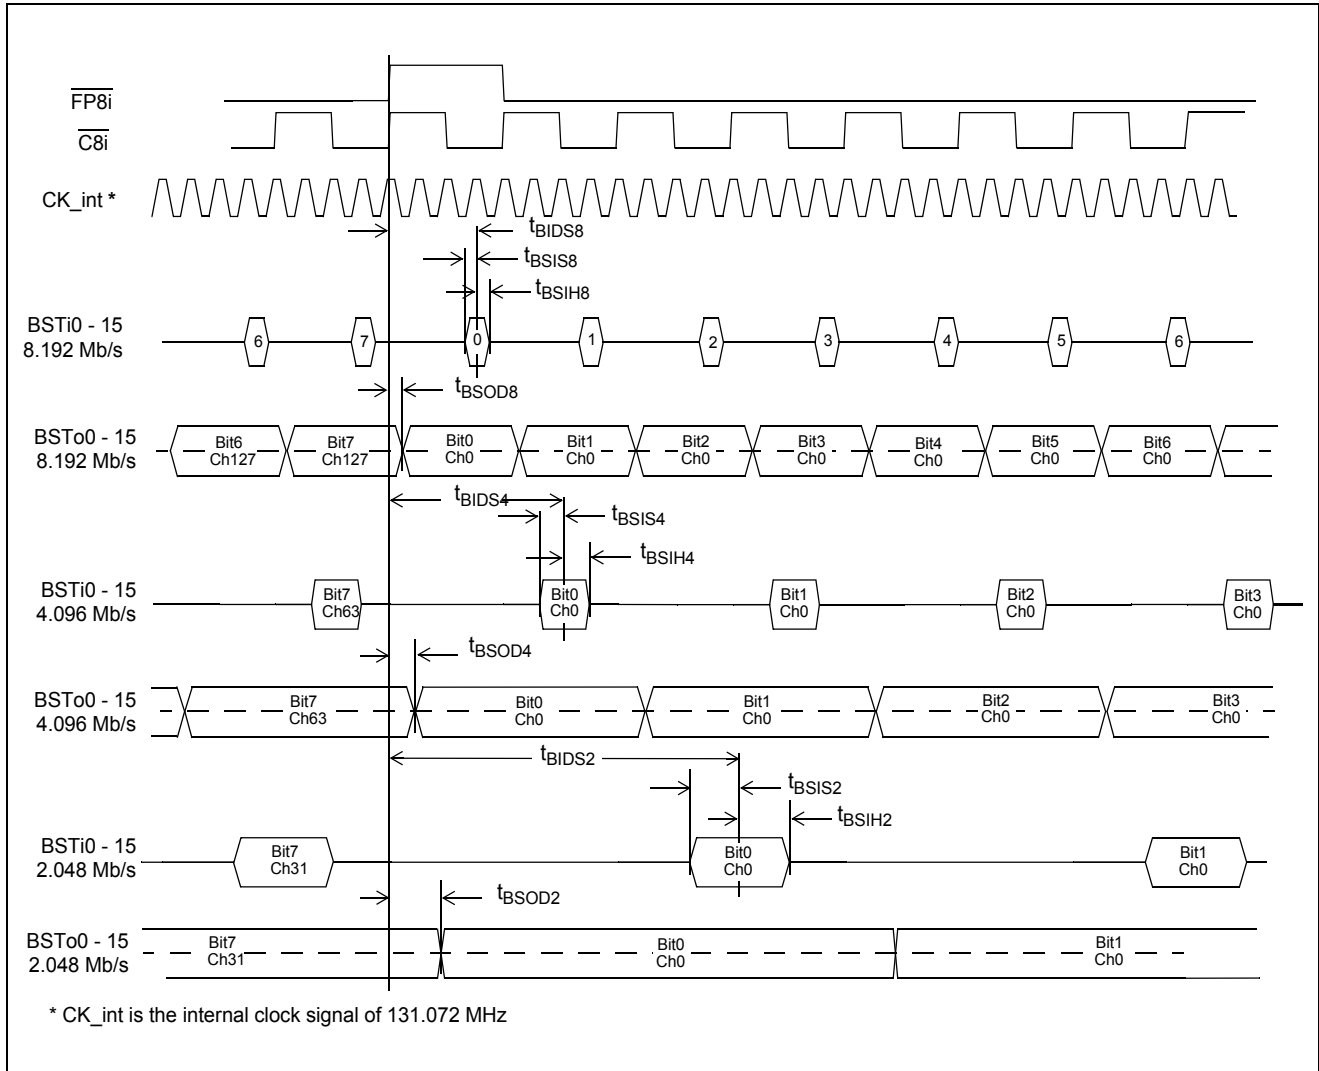 FP8i
C8i
CK_int *
tBIDS8
tBSIS8
tBSIH8
BSTi0 - 15
8.192 Mb/s
6 7 0 1 2 3 4 5 6
tBSOD8
BSTo0 - 15
8.192 Mb/s
Bit6 Bit7 Bit0 Bit1 Bit2 Bit3 Bit4 Bit5 Bit6
Ch127 Ch127 Ch0 Ch0 Ch0 Ch0 Ch0 Ch0 Ch0
tBIDS4
tBSIS4
tBSIH4
BSTi0 - 15
4.096 Mb/s
Bit7 Bit0 Bit1 Bit2 Bit3
Ch63 Ch0 Ch0 Ch0 Ch0
tBSOD4
BSTo0 - 15
4.096 Mb/s
Bit7 Bit0 Bit1 Bit2 Bit3
Ch63 Ch0 Ch0 Ch0 Ch0
tBIDS2
tBSIS2
tBSIH2
BSTi0 - 15
2.048 Mb/s
Bit7 Bit0 Bit1
Ch31 Ch0 Ch0
tBSOD2
BSTo0 - 15
2.048 Mb/s
Bit7 Bit0 Bit1
Ch31 Ch0 Ch0
* CK_int is the internal clock signal of 131.072 MHz